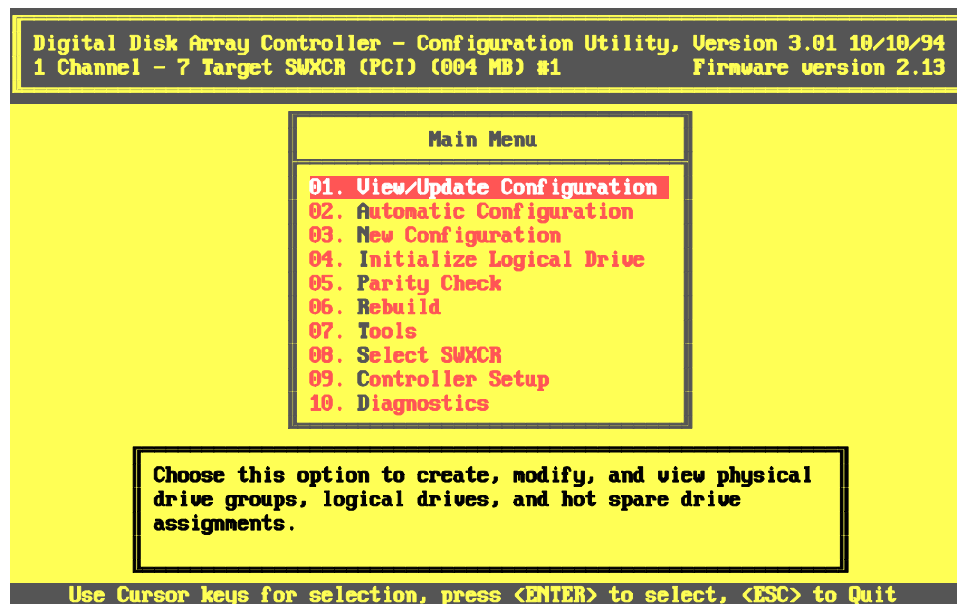 Digital Disk Array Controller - Configuration Utility, Version 3.01 10/10/94
1 Channel - 7 Target SWXCR (PCI) (004 MB) #1 Firmware version 2.13
Main Menu
01. View/Update Configuration
02. Automatic Configuration
03. New Configuration
04. Initialize Logical Drive
05. Parity Check
06. Rebuild
07. Tools
08. Select SWXCR
09. Controller Setup
10. Diagnostics
Choose this option to create, modify, and view physical
drive groups, logical drives, and hot spare drive
assignments.
Use Cursor keys for selection, press <ENTER> to select, <ESC> to Quit